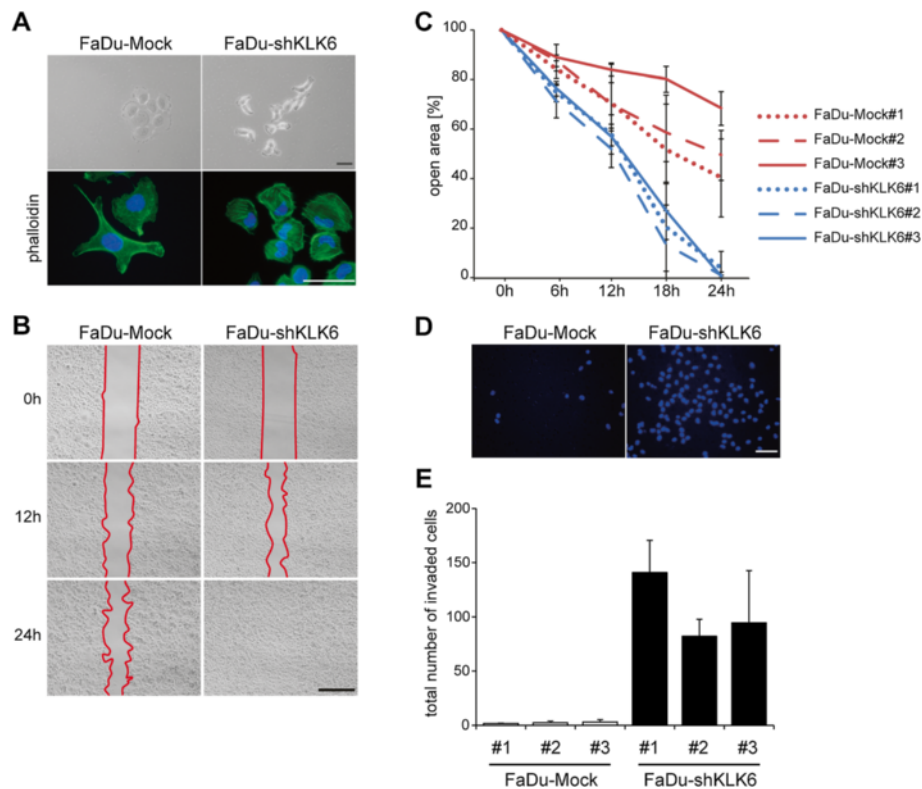 A
FaDu-Mock FaDu-shKLK6
phalloidin
B
FaDu-Mock FaDu-shKLK6
0h
12h
24h
C
open area [%]
100
80
60
40
20
0
0h 6h 12h 18h 24h
FaDu-Mock#1
FaDu-Mock#2
FaDu-Mock#3
FaDu-shKLK6#1
FaDu-shKLK6#2
FaDu-shKLK6#3
D
FaDu-Mock FaDu-shKLK6
E
total number of invaded cells
200
150
100
50
0
#1 #2 #3 #1 #2 #3
FaDu-Mock FaDu-shKLK6